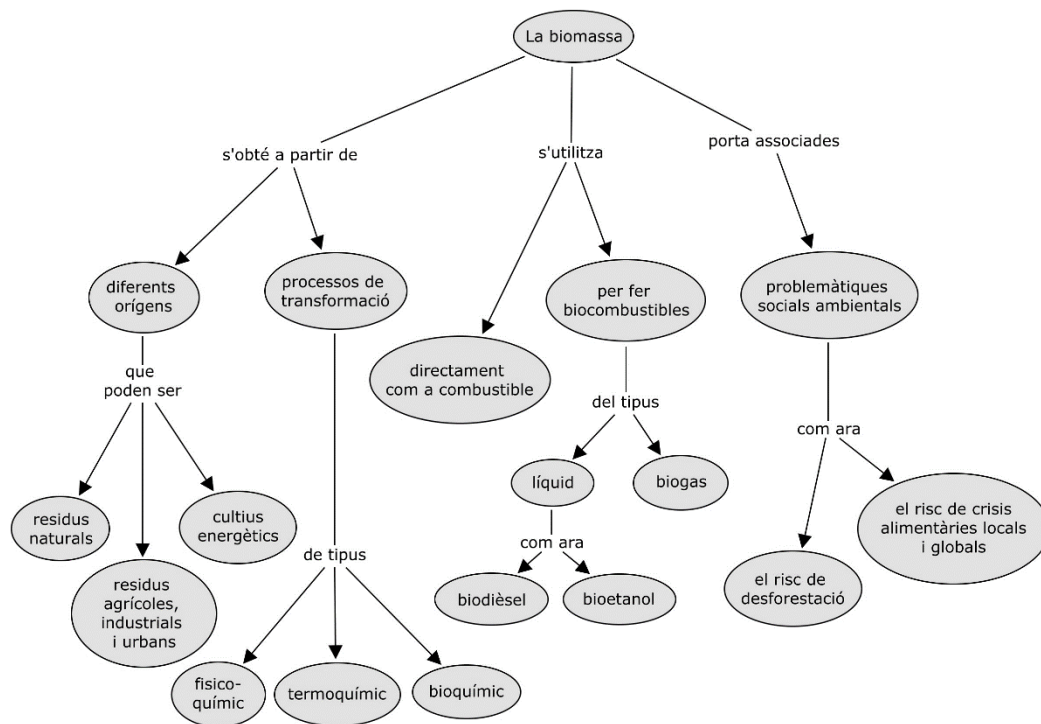 La biomassa
s'obté a partir de
s'utilitza
porta associades
diferents
orígens
processos de
transformació
directament
com a combustible
per fer
biocombustibles
problemàtiques
socials ambientals
que
poden ser
residus
naturals
residus
agrícoles,
industrials
i urbans
cultius
energètics
de tipus
fisico-
químic
termoquímic
bioquímic
del tipus
líquid
biogas
com ara
biodièsel
bioetanol
com ara
el risc de
desforestació
el risc de crisis
alimentàries locals
i globals